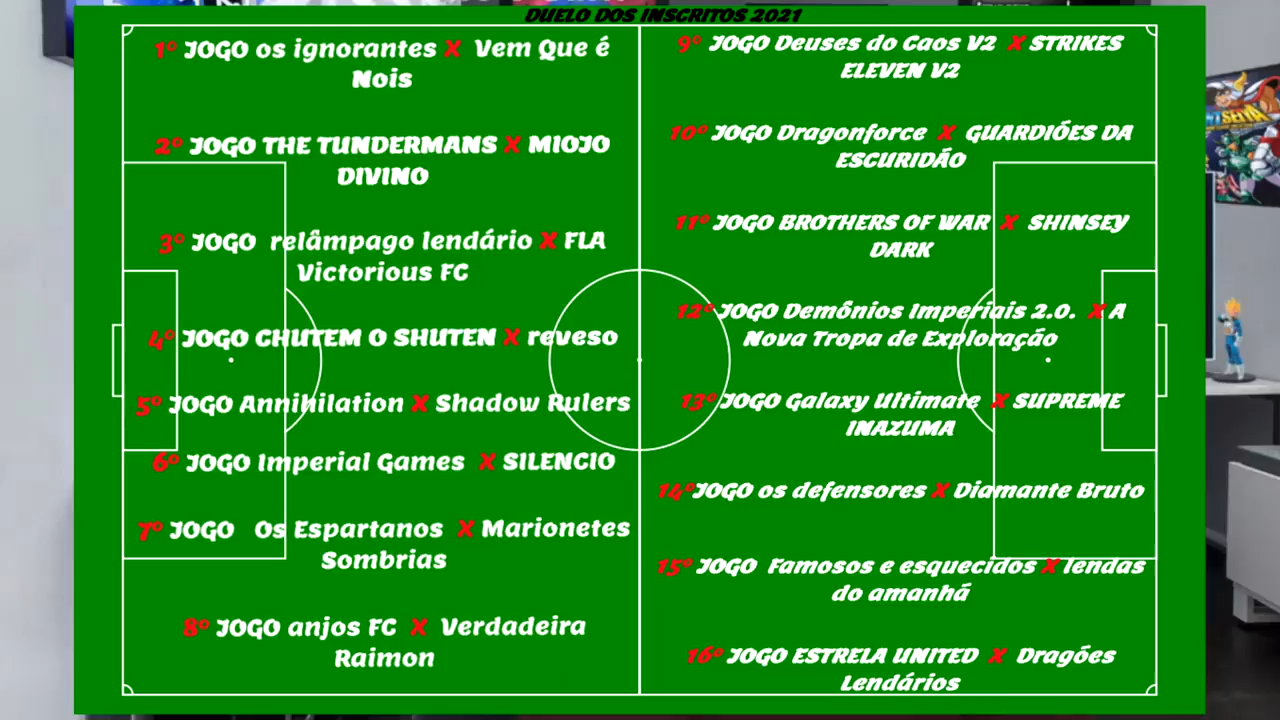 DUELO DOS INSCRITOS 2021
1º JOGO os ignorantes X Vem Que é
Nois
2º JOGO THE TUNDERMANS X MIOJO
DIVINO
3º JOGO relâmpago lendário X FLA
Victorious FC
4º JOGO CHUTEM O SHUTEN X reveso
5º JOGO Annihilation X Shadow Rulers
6º JOGO Imperial Games X SILENCIO
7º JOGO Os Espartanos X Marionetes
Sombrias
8º JOGO anjos FC X Verdadeira
Raimon
9º JOGO Deuses do Caos V2 X STRIKES
ELEVEN V2
10º JOGO Dragonforce X GUARDIÕES DA
ESCURIDÃO
11º JOGO BROTHERS OF WAR X SHINSEY
DARK
12º JOGO Demônios Imperiais 2.0. X A
Nova Tropa de Exploração
13º JOGO Galaxy Ultimate X SUPREME
INAZUMA
14ºJOGO os defensores X Diamante Bruto
15º JOGO Famosos e esquecidos X lendas
do amanhã
16º JOGO ESTRELA UNITED X Dragões
Lendários